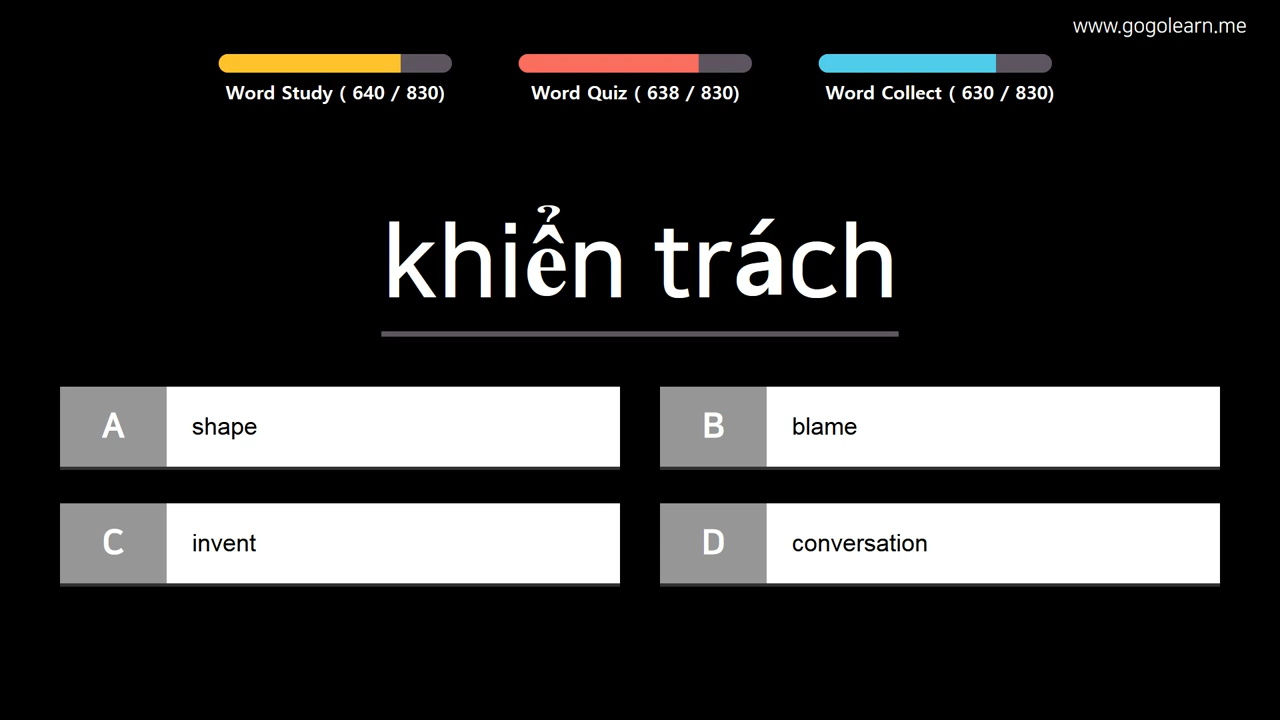 www.gogolearn.me
Word Study ( 640 / 830)
Word Quiz ( 638 / 830)
Word Collect ( 630 / 830)
khiển trách
A shape
B blame
C invent
D conversation